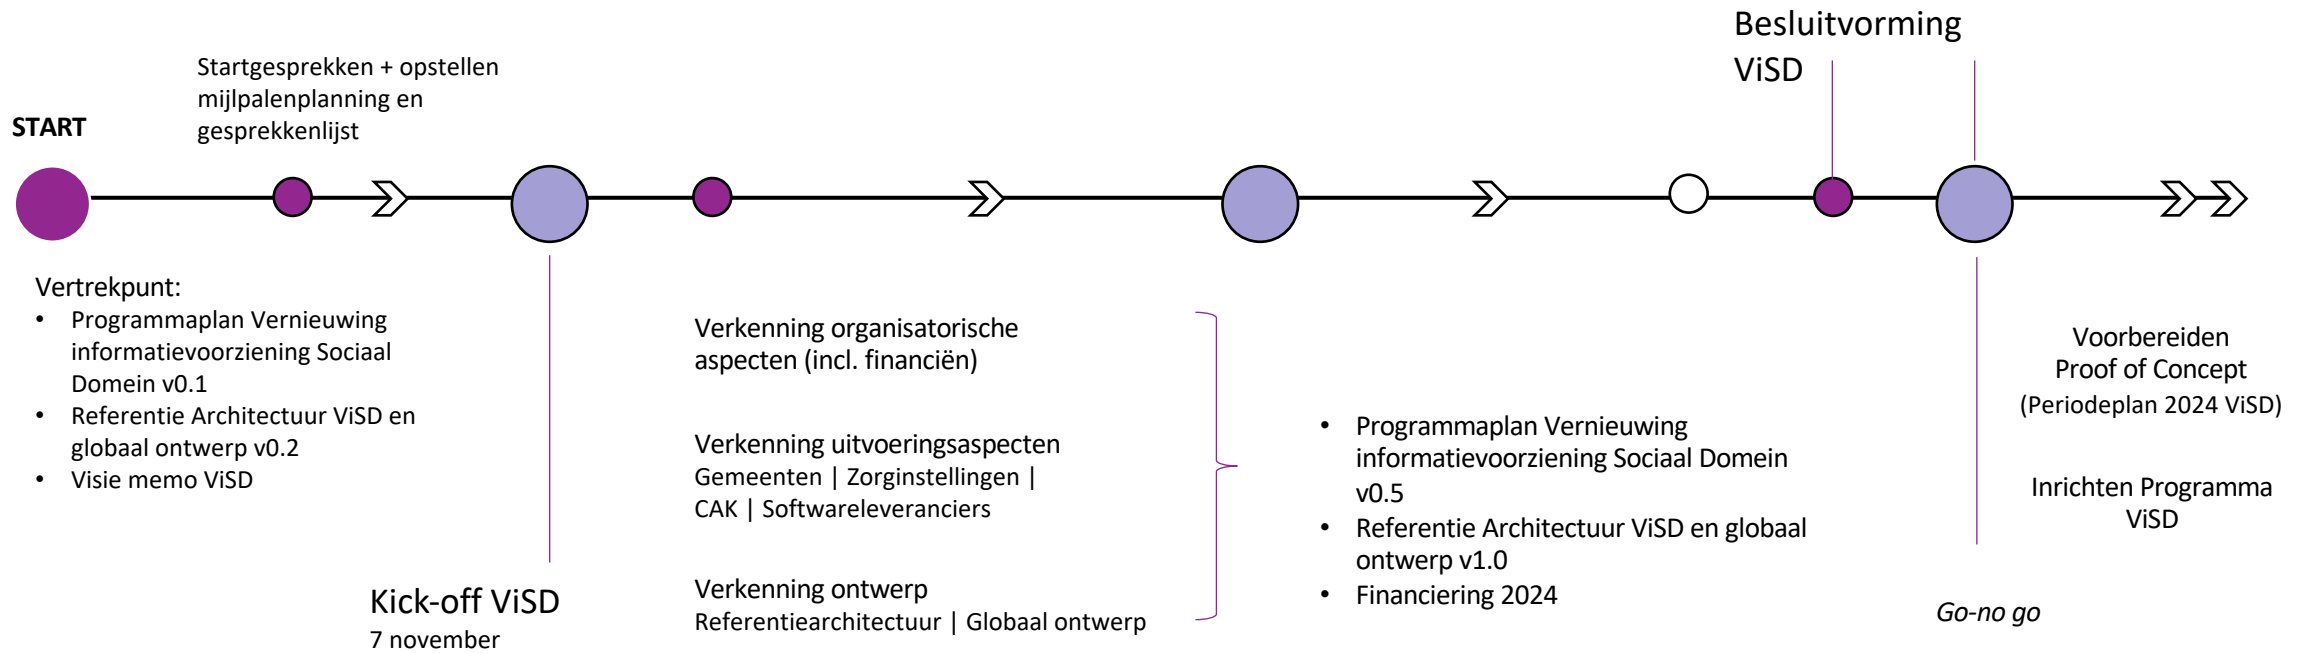 START
Startgesprekken + opstellen
mijlpalenplanning en
gesprekkenlijst
Besluitvorming
ViSD
Vertrekpunt:
• Programmaplan Vernieuwing
informatievoorziening Sociaal
Domein v0.1
• Referentie Architectuur ViSD en
globaal ontwerp v0.2
• Visie memo ViSD
Kick-off ViSD
7 november
Verkenning organisatorische
aspecten (incl. financiën)
Verkenning uitvoeringsaspecten
Gemeenten | Zorginstellingen |
CAK | Softwareleveranciers
Verkenning ontwerp
Referentiearchitectuur | Globaal ontwerp
• Programmaplan Vernieuwing
informatievoorziening Sociaal Domein
v0.5
• Referentie Architectuur ViSD en globaal
ontwerp v1.0
• Financiering 2024
Go-no go
Voorbereiden
Proof of Concept
(Periodeplan 2024 ViSD)
Inrichten Programma
ViSD